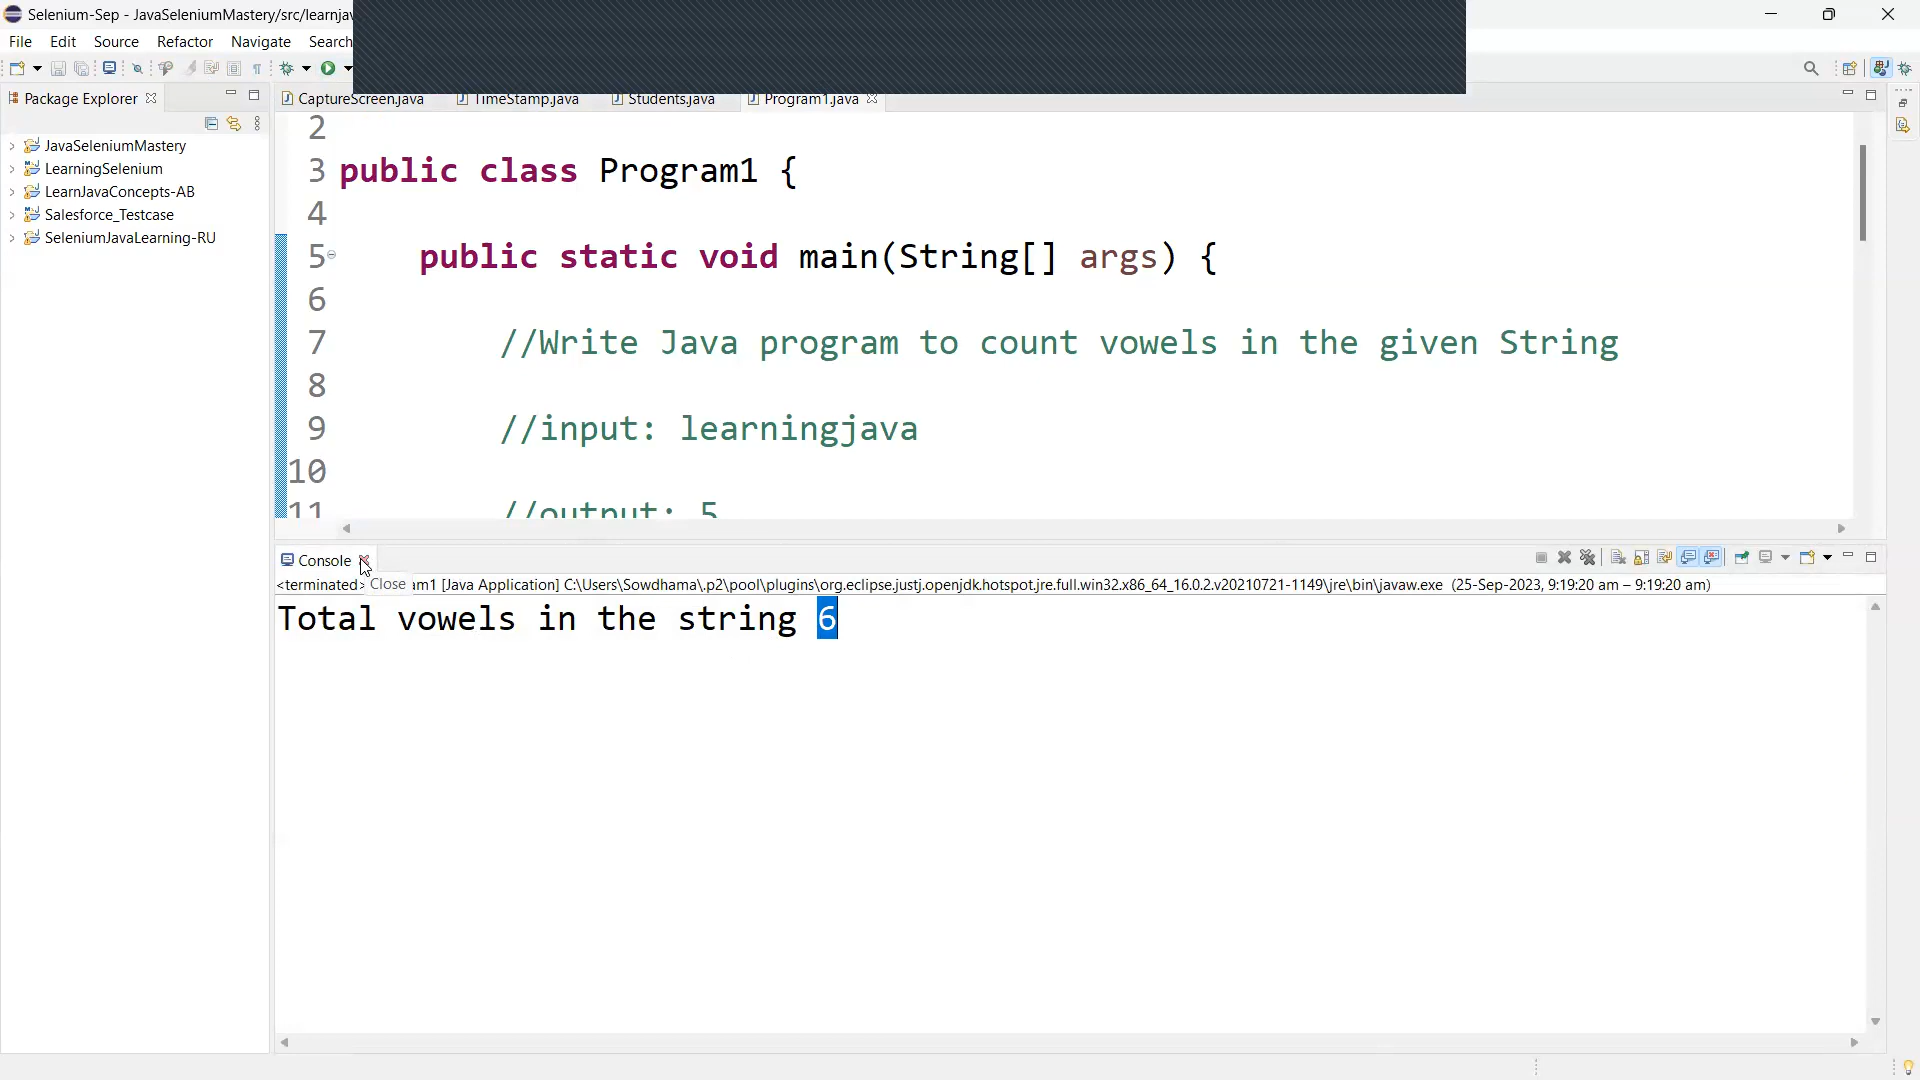 Selenium-Sep - JavaSeleniumMastery/src/learnjav
File Edit Source Refactor Navigate Search
Package Explorer
CaptureScreen.java TimeStamp.java Students.java Program1.java
JavaSeleniumMastery
LearningSelenium
LearnJavaConcepts-AB
Salesforce_Testcase
SeleniumJavaLearning-RU
2
3 public class Program1 {
4
5 public static void main(String[] args) {
6
7 //Write Java program to count vowels in the given String
8
9 //input: learningjava
10
11 //output: 5
Console
<terminated> am1 [Java Application] C:\Users\Sowdhama\.p2\pool\plugins\org.eclipse.justj.openjdk.hotspot.jre.full.win32.x86_64_16.0.2.v20210721-1149\jre\bin\javaw.exe (25-Sep-2023, 9:19:20 am – 9:19:20 am)
Close
Total vowels in the string 6